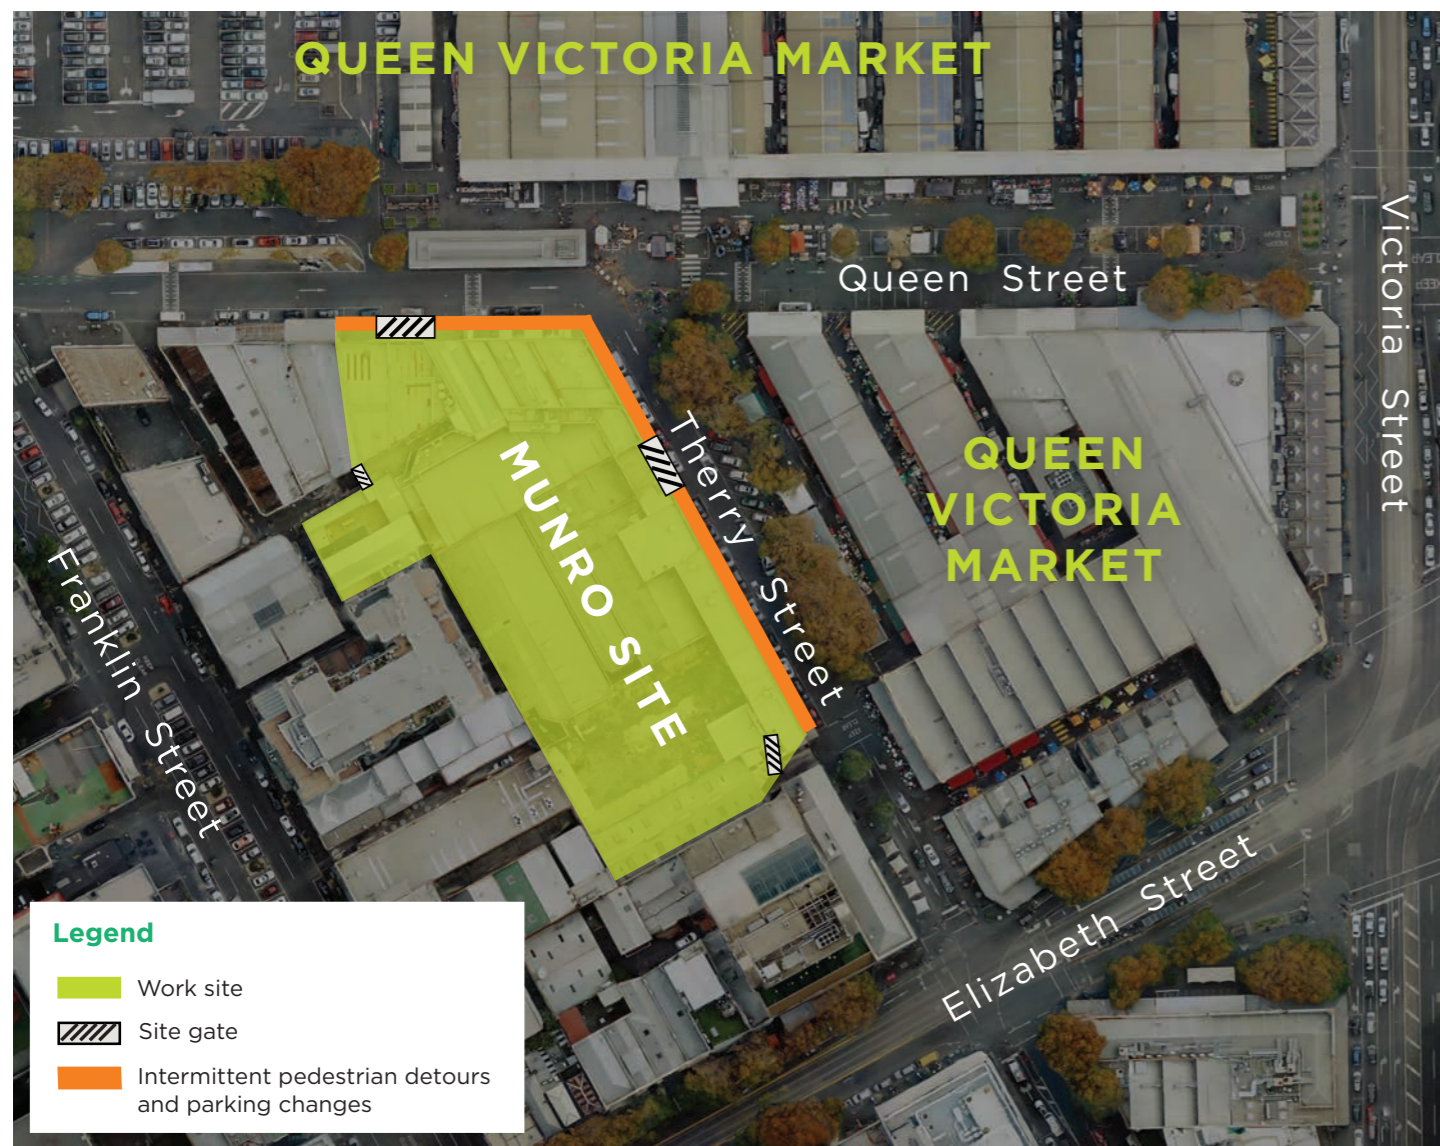 QUEEN VICTORIA MARKET
Queen Street
Victoria Street
QUEEN
VICTORIA
MARKET
Therry Street
MUNRO SITE
Franklin Street
Elizabeth Street
Legend
Work site
Site gate
Intermittent pedestrian detours
and parking changes